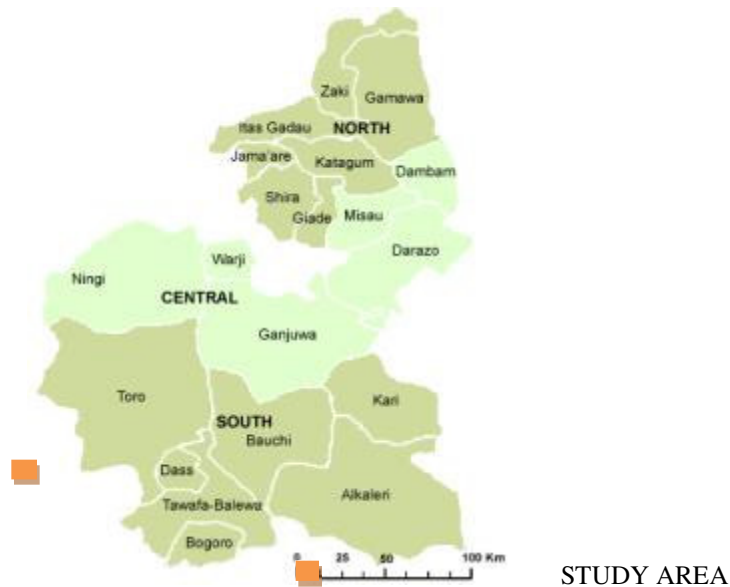 Zaki
Gamawa
Itas Gadau NORTH
Jama'are Katagum
Dambam
Shira
Giade Misau
Darazo
Warji
Ningi
CENTRAL
Ganjuwa
Toro
Kari
SOUTH
Bauchi
Dass
Alkaleri
Tawafa-Balewa
Bogoro
0 25 50 100 Km
STUDY AREA